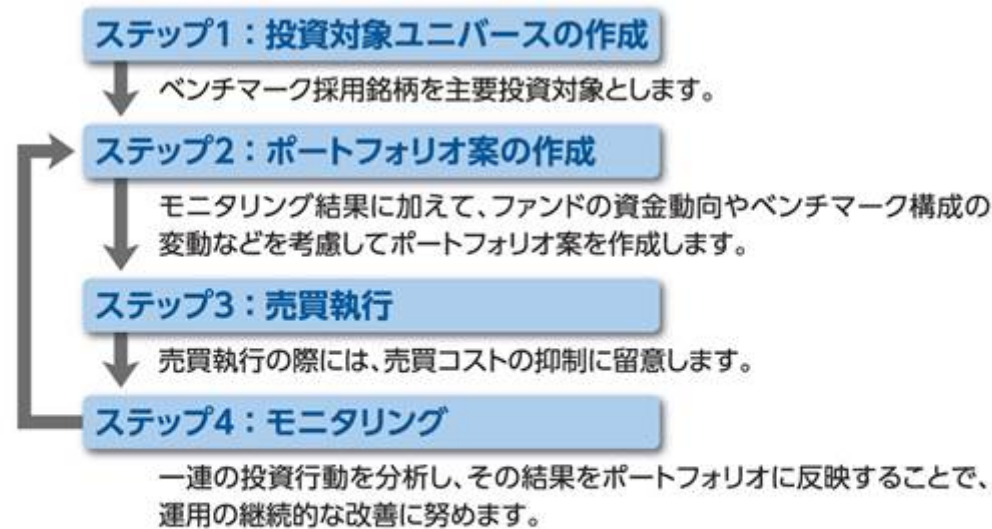 ステップ1：投資対象ユニバースの作成
ベンチマーク採用銘柄を主要投資対象とします。
ステップ2：ポートフォリオ案の作成
モニタリング結果に加えて、ファンドの資金動向やベンチマーク構成の
変動などを考慮してポートフォリオ案を作成します。
ステップ3：売買執行
売買執行の際には、売買コストの抑制に留意します。
ステップ4：モニタリング
一連の投資行動を分析し、その結果をポートフォリオに反映することで、
運用の継続的な改善に努めます。